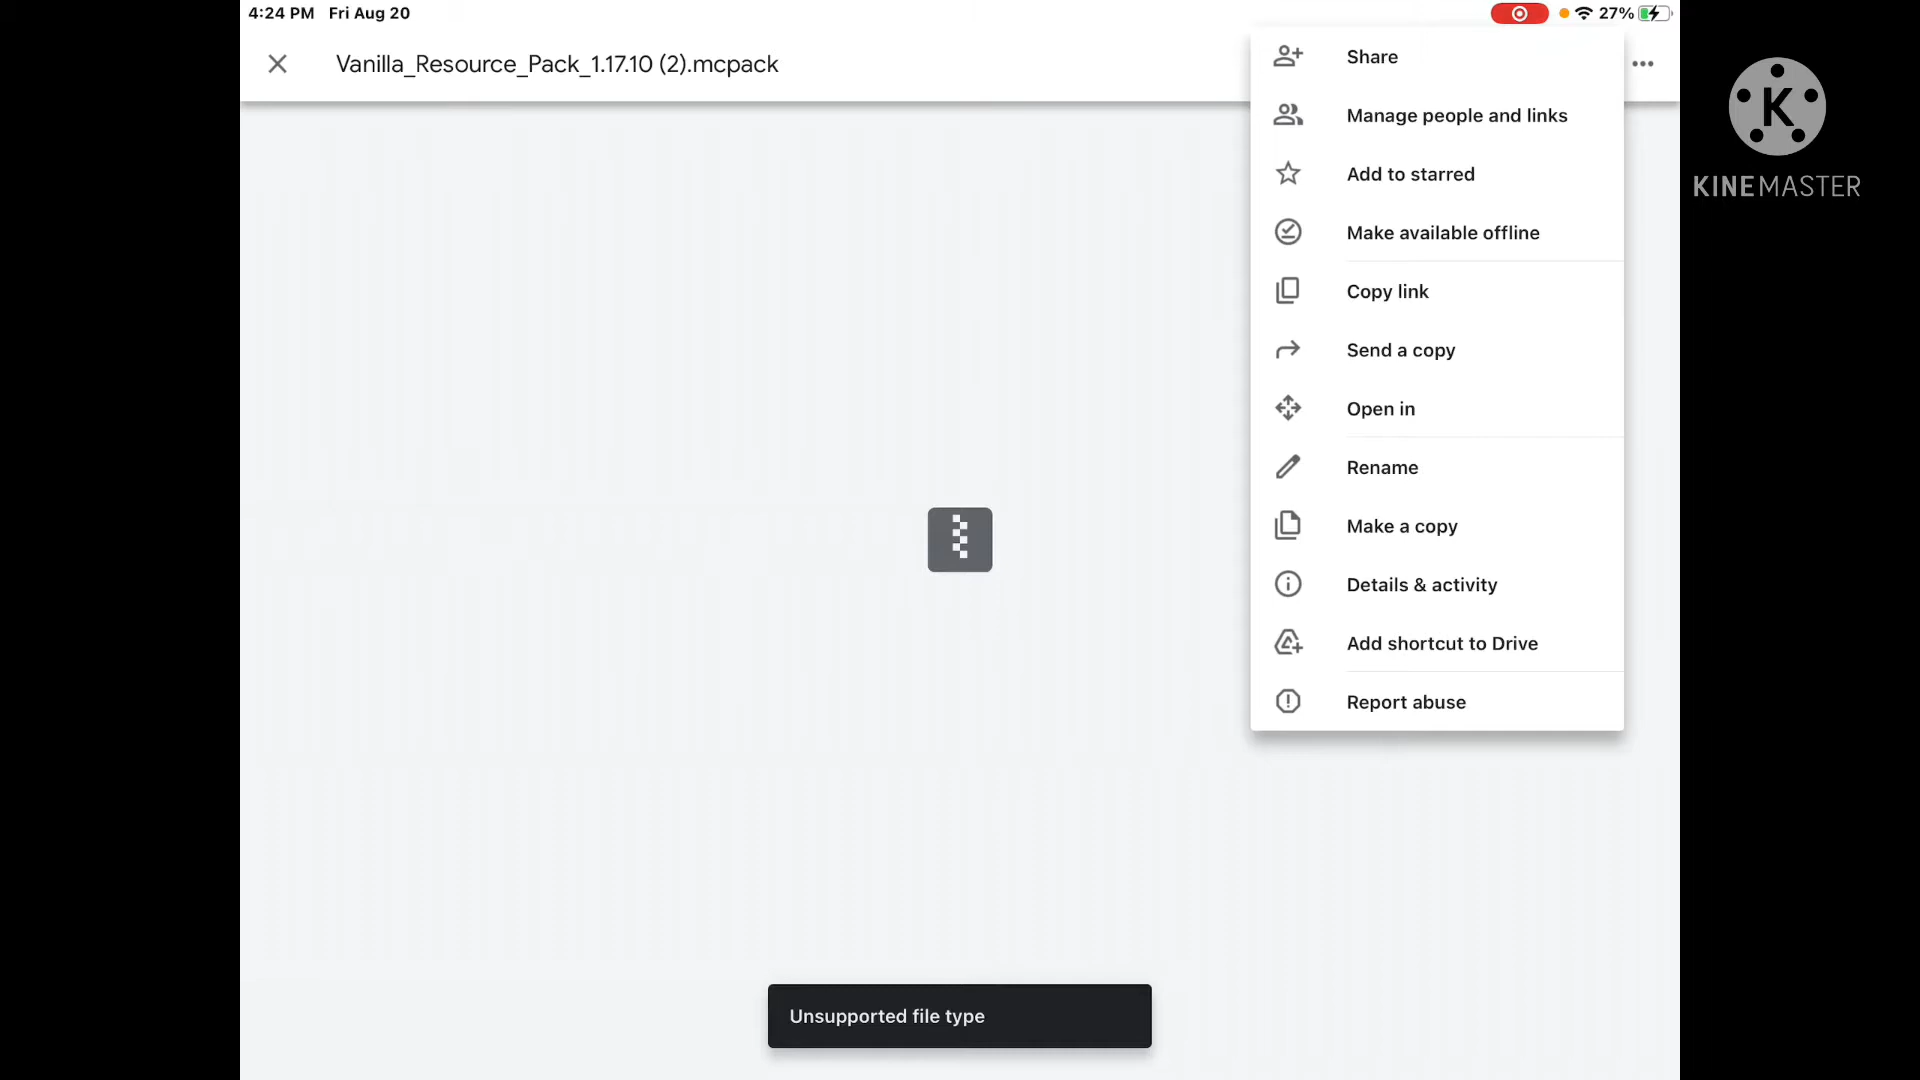 4:24 PM Fri Aug 20
27%
Vanilla_Resource_Pack_1.17.10 (2).mcpack
Share
Manage people and links
Add to starred
Make available offline
Copy link
Send a copy
Open in
Rename
Make a copy
Details & activity
Add shortcut to Drive
Report abuse
Unsupported file type
K
KINEMASTER